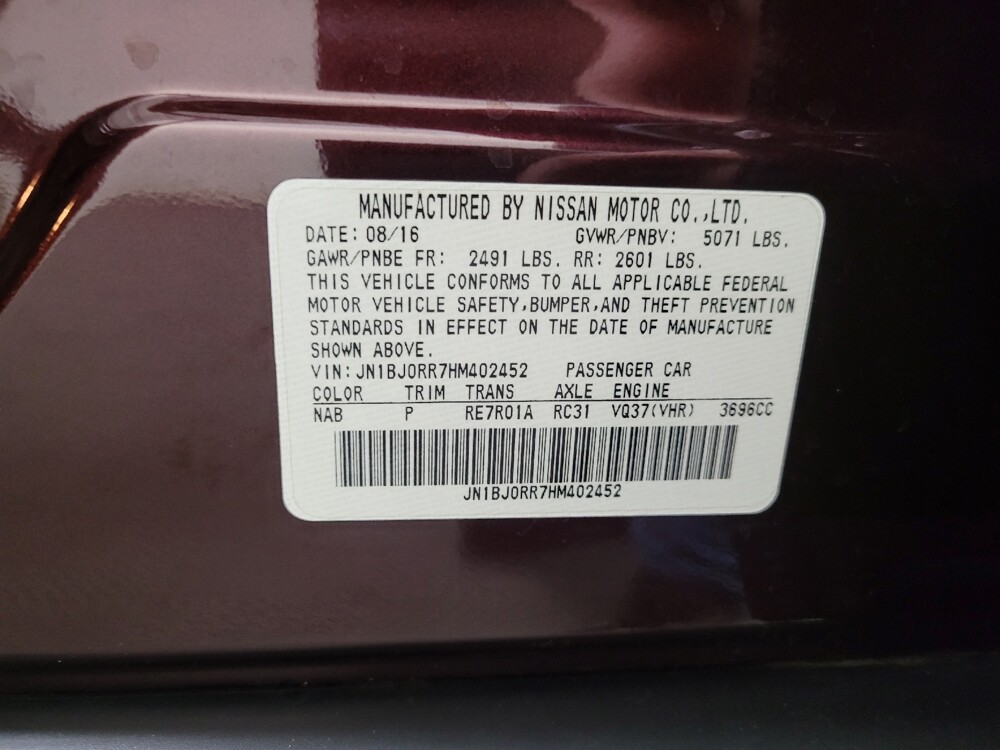 MANUFACTURED BY NISSAN MOTOR CO.,LTD.
DATE: 08/16 GVWR/PNBV: 5071 LBS.
GAWR/PNBE FR: 2491 LBS. RR: 2601 LBS.
THIS VEHICLE CONFORMS TO ALL APPLICABLE FEDERAL
MOTOR VEHICLE SAFETY,BUMPER,AND THEFT PREVENTION
STANDARDS IN EFFECT ON THE DATE OF MANUFACTURE
SHOWN ABOVE.
VIN:JN1BJ0RR7HM402452 PASSENGER CAR
COLOR TRIM TRANS AXLE ENGINE
NAB P RE7R01A RC31 VQ37(VHR) 3696CC
JN1BJ0RR7HM402452